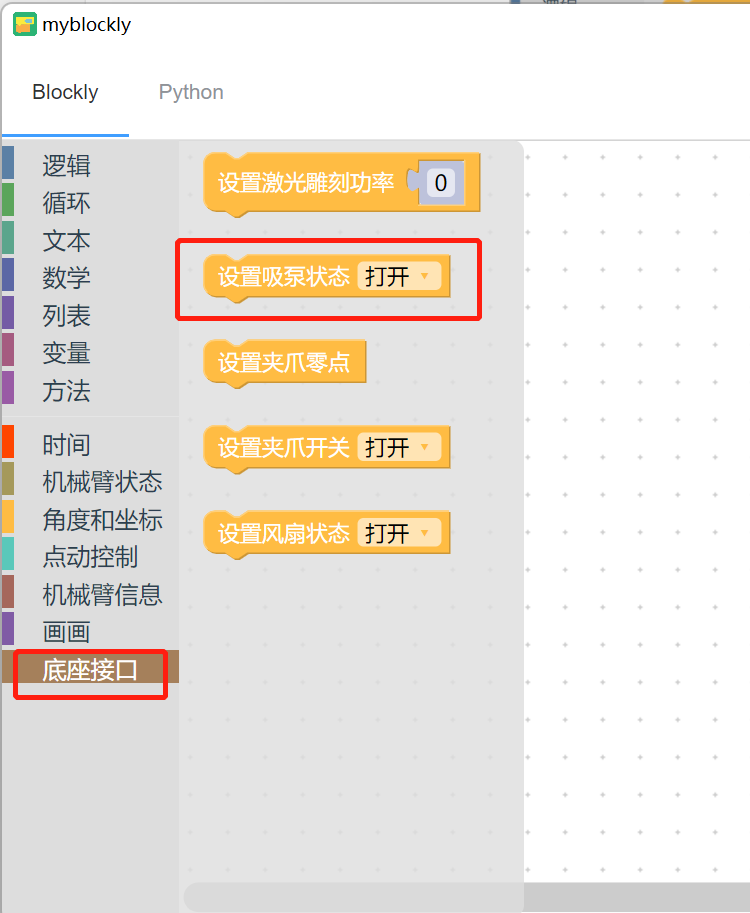 myblockly
Blockly
Python
逻辑
循环
文本
数学
列表
变量
方法
时间
机械臂状态
角度和坐标
点动控制
机械臂信息
画画
底座接口
设置激光雕刻功率 0
设置吸泵状态 打开
设置夹爪零点
设置夹爪开关 打开
设置风扇状态 打开